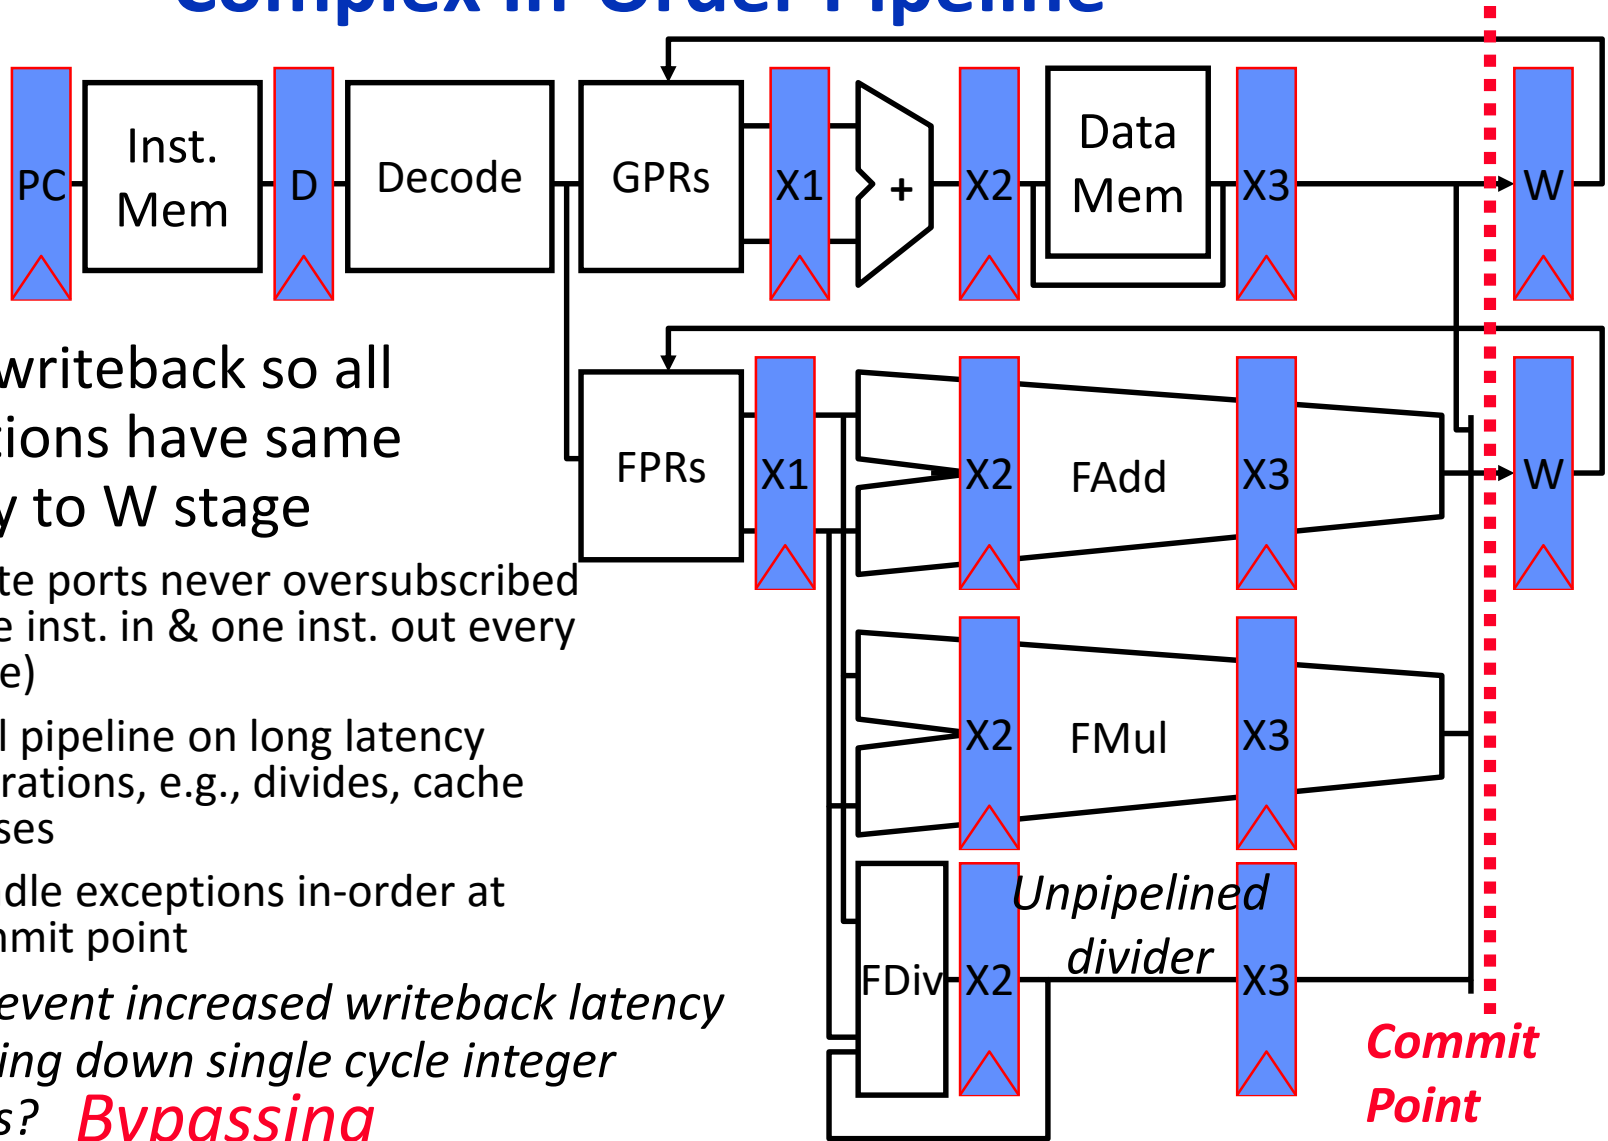 Complex In-Order Pipeline
PC
Inst.
Mem
D
Decode
GPRs
X1
+
X2
Data
Mem
X3
W
writeback so all
tions have same
y to W stage
FPRs
X1
X2
FAdd
X3
W
te ports never oversubscribed
e inst. in & one inst. out every
e)
l pipeline on long latency
rations, e.g., divides, cache
ses
X2
FMul
X3
dle exceptions in-order at
mmit point
FDiv
X2
Unpipelined
divider
X3
event increased writeback latency
ing down single cycle integer
s? Bypassing
Commit
Point